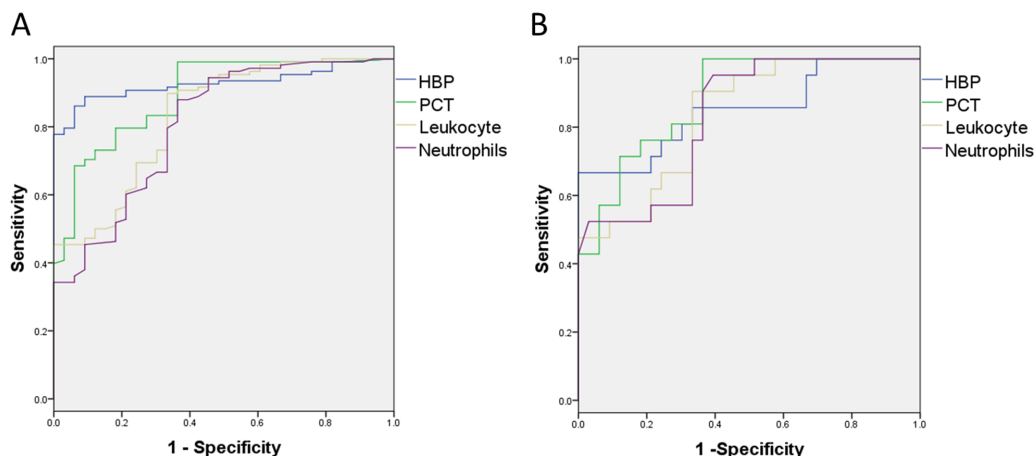 A
1.0
0.8
0.6
0.4
0.2
0.0
Sensitivity
0.0 0.2 0.4 0.6 0.8 1.0
1 - Specificity
HBP
PCT
Leukocyte
Neutrophils
B
1.0
0.8
0.6
0.4
0.2
0.0
Sensitivity
0.0 0.2 0.4 0.6 0.8 1.0
1 -Specificity
HBP
PCT
Leukocyte
Neutrophils